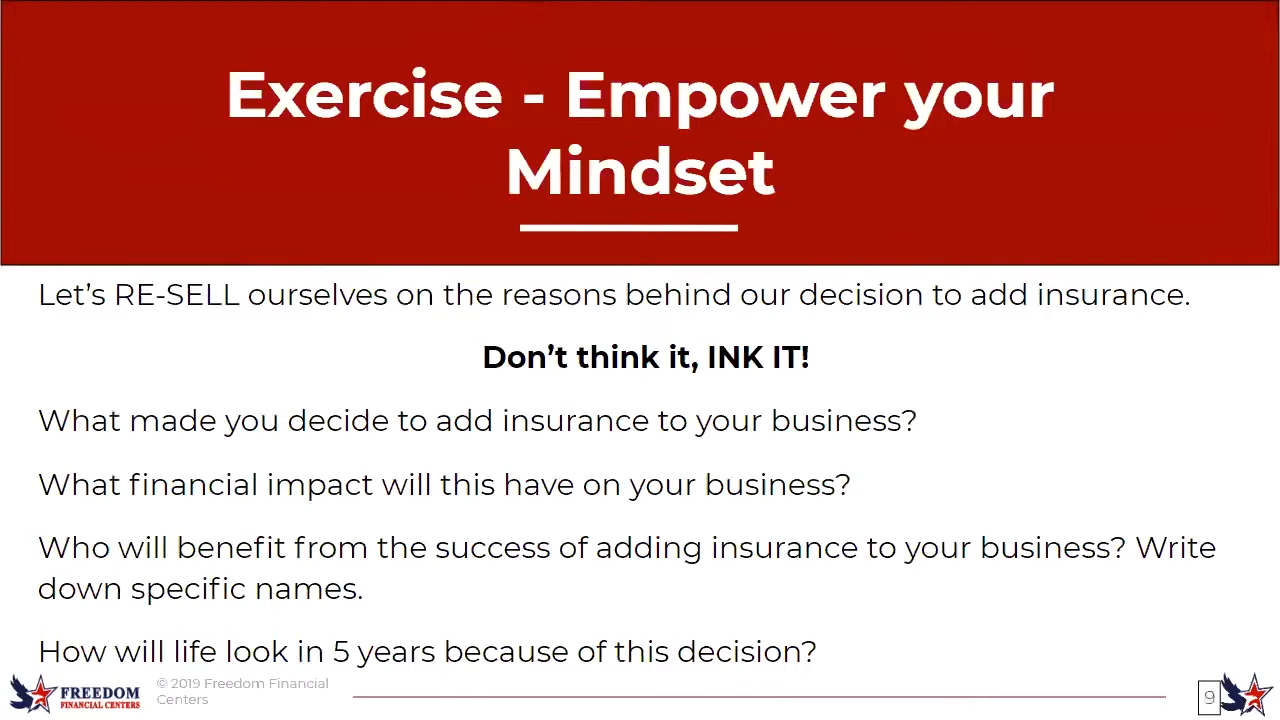 Exercise - Empower your
Mindset
Let’s RE-SELL ourselves on the reasons behind our decision to add insurance.
Don’t think it, INK IT!
What made you decide to add insurance to your business?
What financial impact will this have on your business?
Who will benefit from the success of adding insurance to your business? Write
down specific names.
How will life look in 5 years because of this decision?
FREEDOM
FINANCIAL CENTERS
© 2019 Freedom Financial
Centers
9